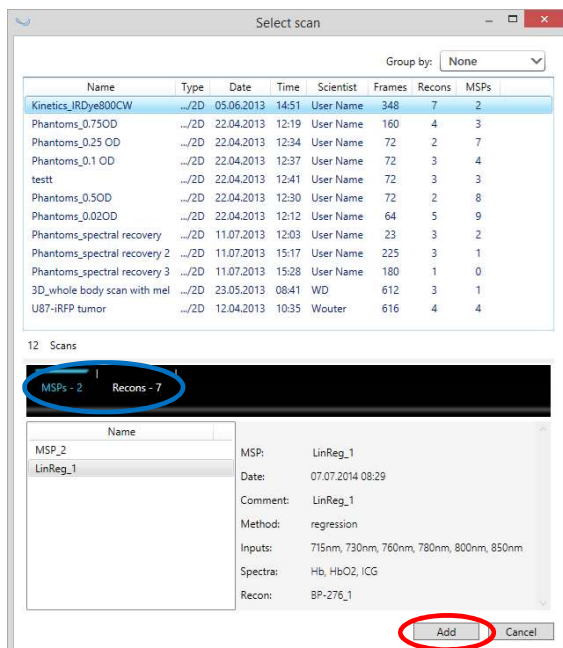 Select scan
Group by: None
Name Type Date Time Scientist Frames Recons MSPs
Kinetics_IRDye800CW .../2D 05.06.2013 14:51 User Name 348 7 2
Phantoms_0.75OD .../2D 22.04.2013 12:19 User Name 160 4 3
Phantoms_0.25 OD .../2D 22.04.2013 12:34 User Name 72 2 7
Phantoms_0.1 OD .../2D 22.04.2013 12:37 User Name 72 3 4
testt .../2D 22.04.2013 12:41 User Name 72 3 3
Phantoms_0.5OD .../2D 22.04.2013 12:30 User Name 72 2 8
Phantoms_0.02OD .../2D 22.04.2013 12:12 User Name 64 5 9
Phantoms_spectral recovery .../2D 11.07.2013 12:03 User Name 23 3 2
Phantoms_spectral recovery 2 .../2D 11.07.2013 15:17 User Name 225 3 1
Phantoms_spectral recovery 3 .../2D 11.07.2013 15:28 User Name 180 1 0
3D_whole body scan with mel .../2D 23.05.2013 08:41 WD 612 3 1
U87-iRFP tumor .../2D 12.04.2013 10:35 Wouter 616 4 4
12 Scans
MSPs - 2 Recons - 7
Name
MSP_2
LinReg_1
MSP: LinReg_1
Date: 07.07.2014 08:29
Comment: LinReg_1
Method: regression
Inputs: 715nm, 730nm, 760nm, 780nm, 800nm, 850nm
Spectra: Hb, HbO2, ICG
Recon: BP-276_1
Add Cancel